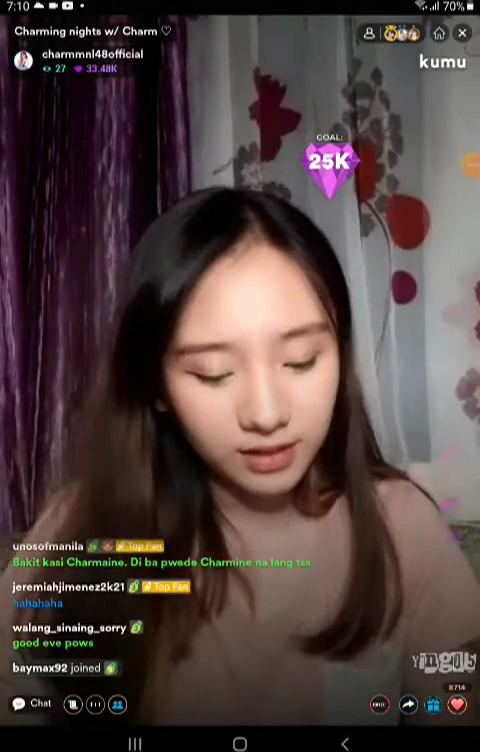 7:10
70%
Charming nights w/ Charm ♡
charmmnl48official
27 33.48K
kumu
GOAL:
25K
unosofmanila Top Fan
Bakit kasi Charmaine. Di ba pwede Charmine na lang tss
jeremiahjimenez2k21 Top Fan
hahahaha
walang_sinaing_sorry
good eve pows
baymax92 joined
Chat
8714